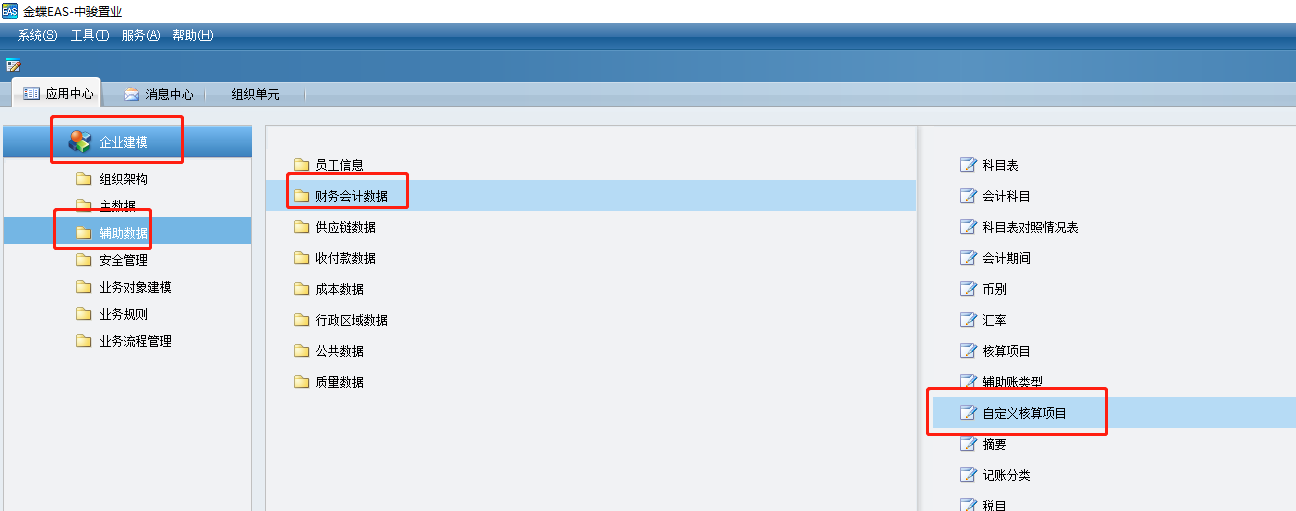 EAS 金蝶EAS-中骏置业
系统(S) 工具(T) 服务(A) 帮助(H)
应用中心 消息中心 组织单元
企业建模
组织架构
主数据
辅助数据
安全管理
业务对象建模
业务规则
业务流程管理
员工信息
财务会计数据
供应链数据
收付款数据
成本数据
行政区域数据
公共数据
质量数据
科目表
会计科目
科目表对照情况表
会计期间
币别
汇率
核算项目
辅助账类型
自定义核算项目
摘要
记账分类
税目